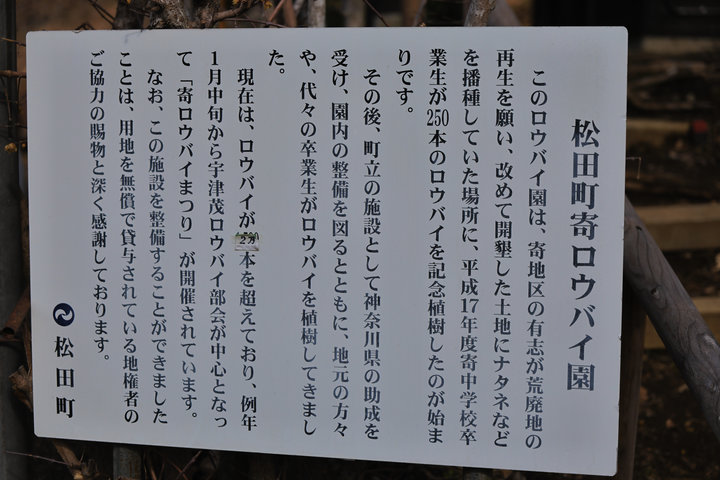 松田町寄ロウバイ園
このロウバイ園は、寄地区の有志が荒廃地の
再生を願い、改めて開墾した土地にナタネなど
を播種していた場所に、平成17年度寄中学校卒
業生が250本のロウバイを記念植樹したのが始ま
りです。
その後、町立の施設として神奈川県の助成を
受け、園内の整備を図るとともに、地元の方々
や、代々の卒業生がロウバイを植樹してきまし
た。
現在は、ロウバイが2万本を超えており、例年
1月中旬から宇津茂ロウバイ部会が中心となっ
て「寄ロウバイまつり」が開催されています。
なお、この施設を整備することができました
ことは、用地を無償で貸与されている地権者の
ご協力の賜物と深く感謝しております。
松田町